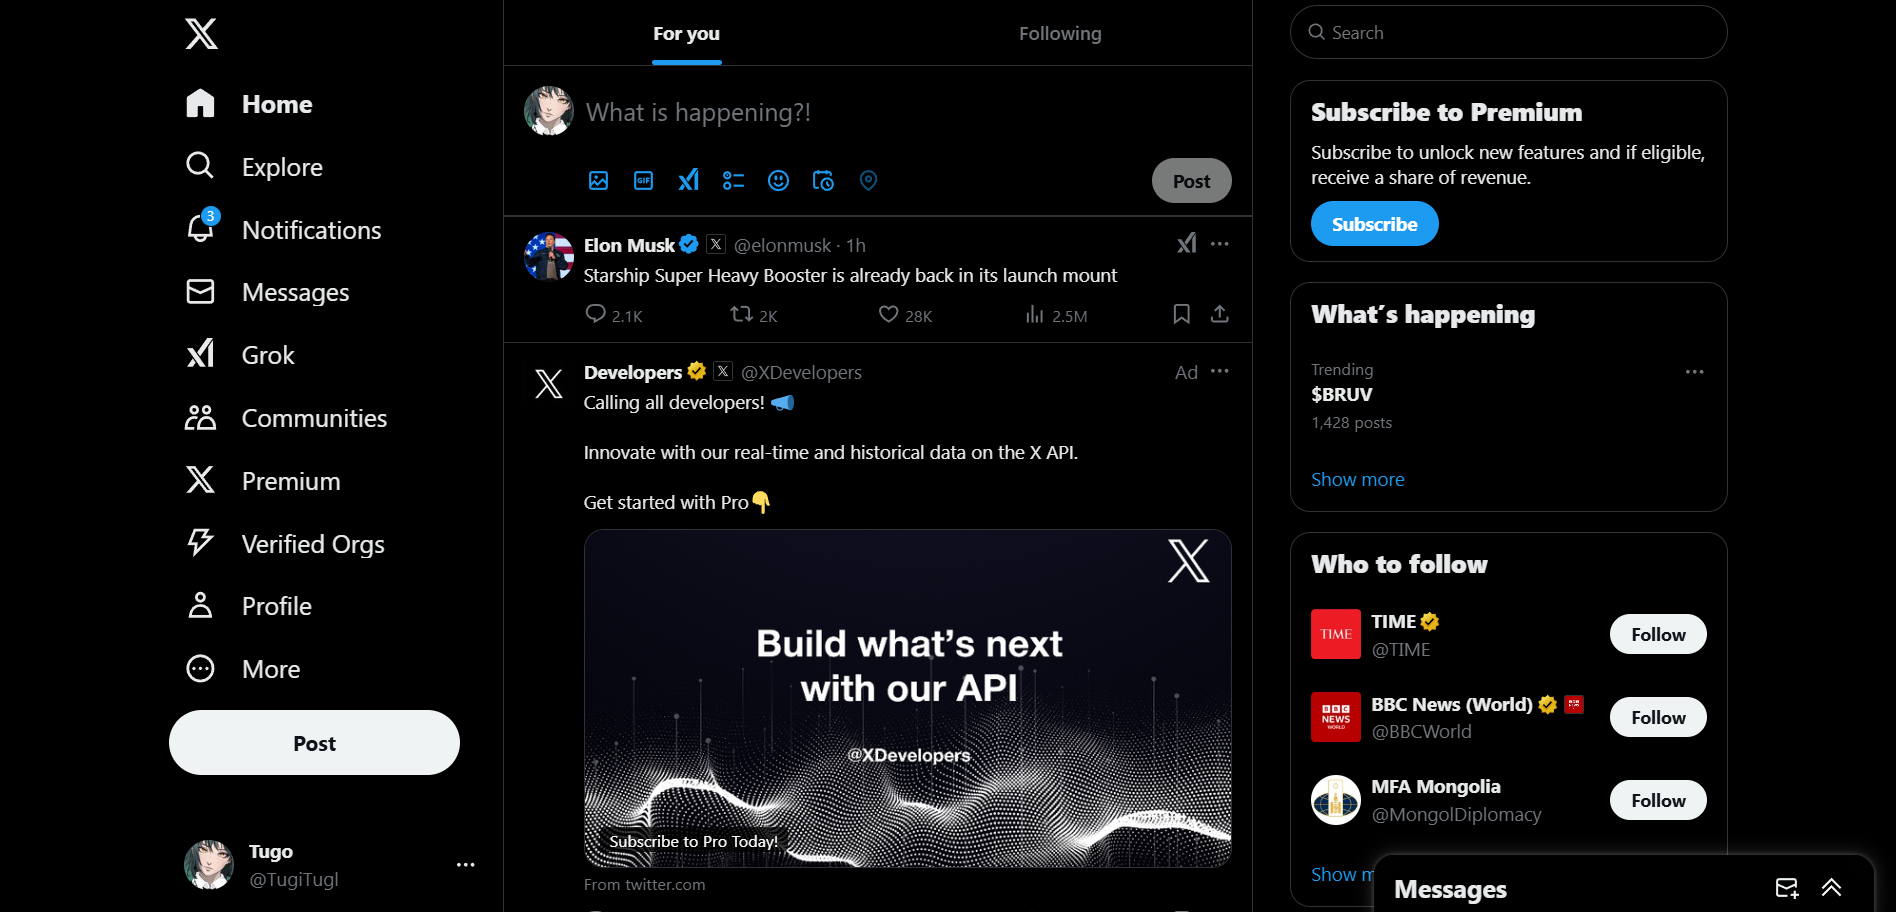 Home
Explore
3
Notifications
Messages
Grok
Communities
Premium
Verified Orgs
Profile
More
Post
Tugo
@TugiTugl
For you
Following
What is happening?!
GIF
Post
Elon Musk @elonmusk · 1h
Starship Super Heavy Booster is already back in its launch mount
2.1K 2K 28K 2.5M
Developers @XDevelopers Ad
Calling all developers!
Innovate with our real-time and historical data on the X API.
Get started with Pro
Build what's next
with our API
@XDevelopers
Subscribe to Pro Today!
From twitter.com
Search
Subscribe to Premium
Subscribe to unlock new features and if eligible,
receive a share of revenue.
Subscribe
What's happening
Trending
$BRUV
1,428 posts
Show more
Who to follow
TIME
TIME
@TIME
Follow
BBC
NEWS
WORLD
BBC News (World)
@BBCWorld
Follow
MFA Mongolia
@MongolDiplomacy
Follow
Show m
Messages